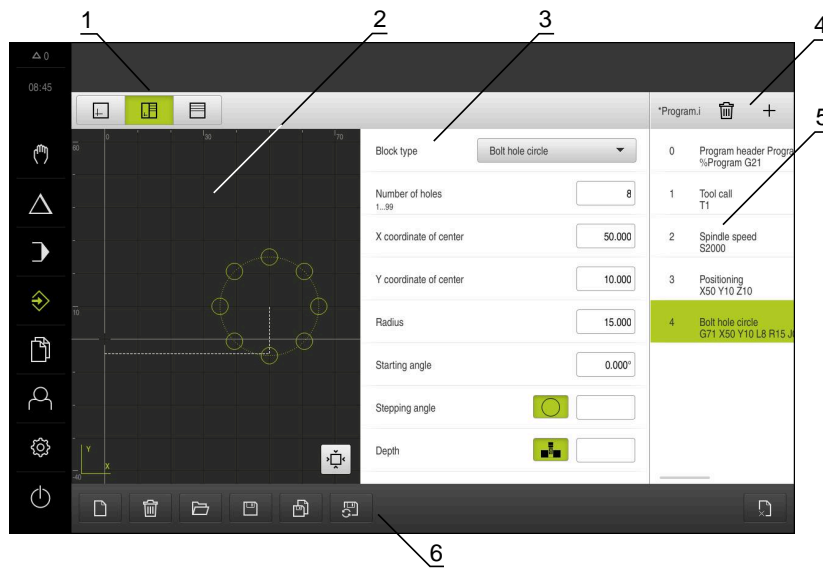 1
2
3
4
5
0
08:45
*Program.i
0
30
70
60
10
-40
Y
X
Block type
Bolt hole circle
Number of holes
1...99
8
X coordinate of center
50.000
Y coordinate of center
10.000
Radius
15.000
Starting angle
0.000°
Stepping angle
Depth
0
Program header Progra
%Program G21
1
Tool call
T1
2
Spindle speed
S2000
3
Positioning
X50 Y10 Z10
4
Bolt hole circle
G71 X50 Y10 L8 R15 J
6